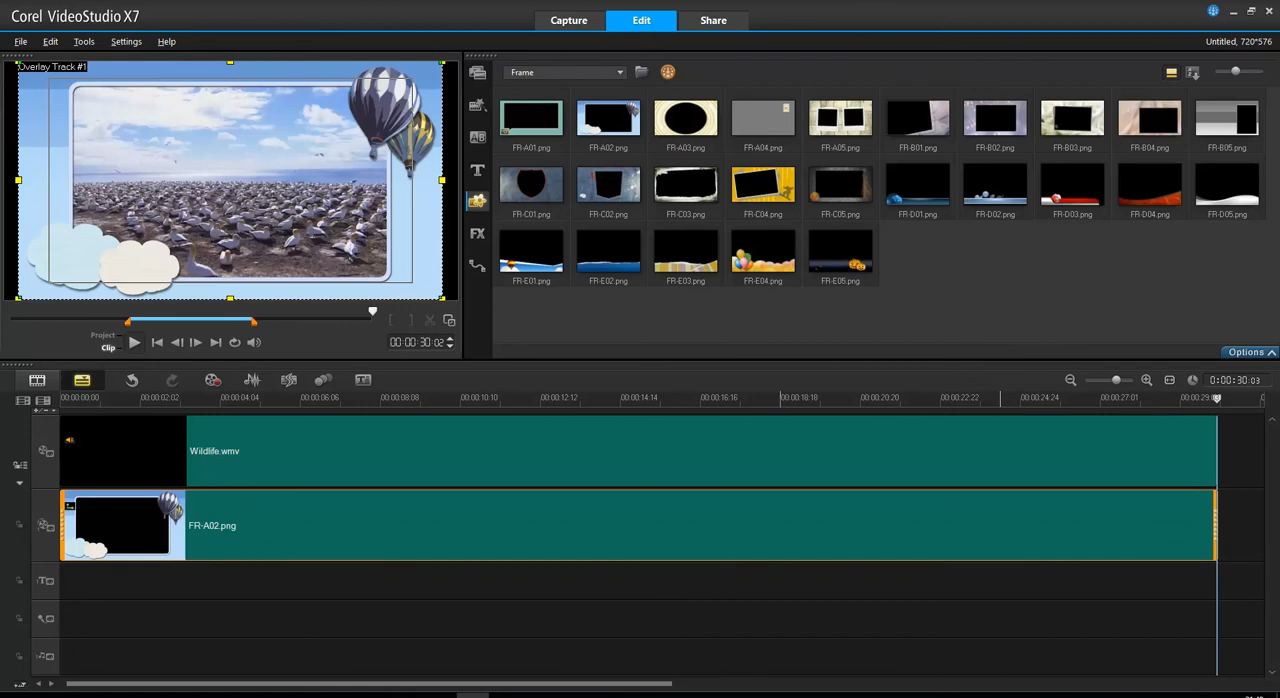 Corel VideoStudio X7
Capture
Edit
Share
File
Edit
Tools
Settings
Help
Untitled, 720*576
Overlay Track #1
Frame
FR-A01.png
FR-A02.png
FR-A03.png
FR-A04.png
FR-A05.png
FR-B01.png
FR-B02.png
FR-B03.png
FR-B04.png
FR-B05.png
FR-C01.png
FR-C02.png
FR-C03.png
FR-C04.png
FR-C05.png
FR-D01.png
FR-D02.png
FR-D03.png
FR-D04.png
FR-D05.png
FR-E01.png
FR-E02.png
FR-E03.png
FR-E04.png
FR-E05.png
Project
Clip
00:00:30:02
Options
0:00:30:03
00:00:00:00
00:00:02:02
00:00:04:04
00:00:06:06
00:00:08:08
00:00:10:10
00:00:12:12
00:00:14:14
00:00:16:16
00:00:18:18
00:00:20:20
00:00:22:22
00:00:24:24
00:00:27:01
Wildlife.wmv
FR-A02.png